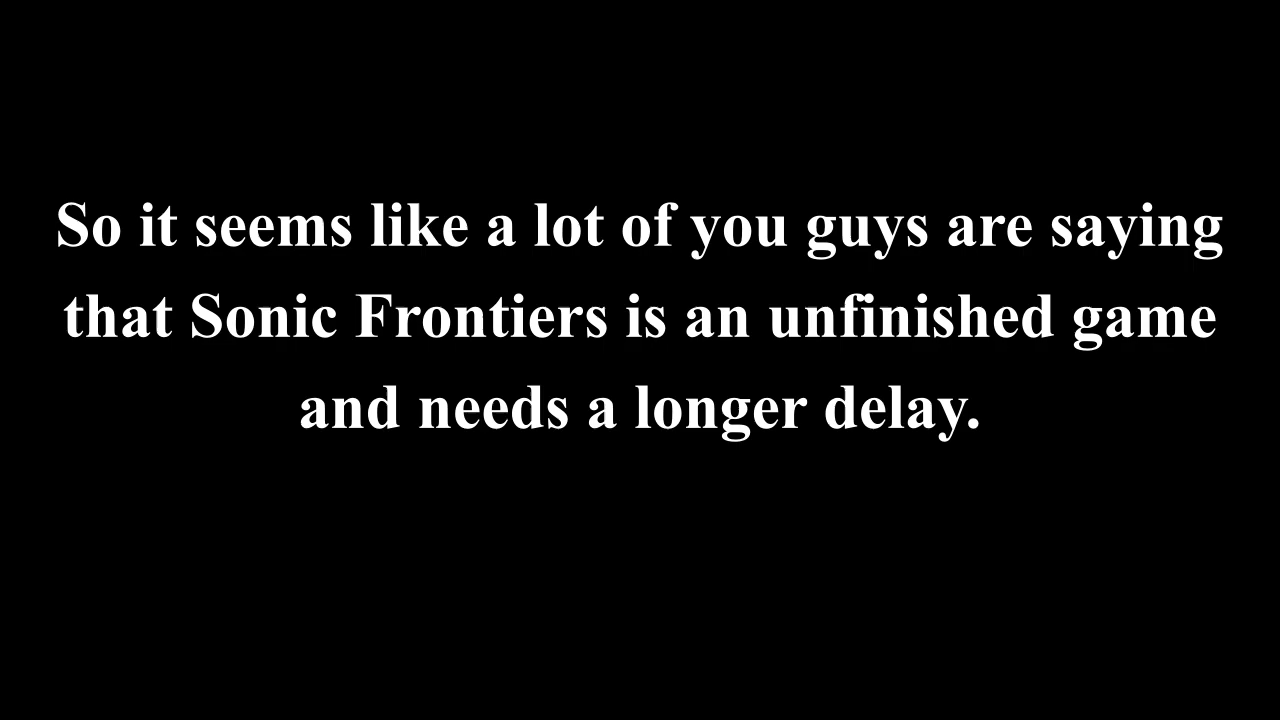 So it seems like a lot of you guys are saying
that Sonic Frontiers is an unfinished game
and needs a longer delay.